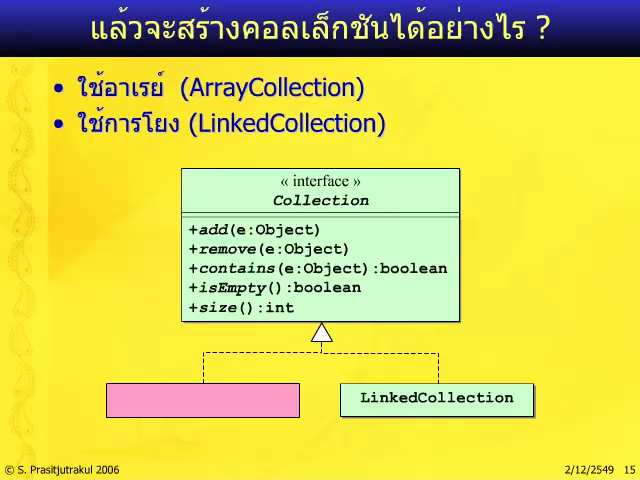 แล้วจะสร้างคอลเล็กชันได้อย่างไร ?
• ใช้อาเรย์ (ArrayCollection)
• ใช้การโยง (LinkedCollection)
« interface »
Collection
+add(e:Object)
+remove(e:Object)
+contains(e:Object):boolean
+isEmpty():boolean
+size():int
LinkedCollection
© S. Prasitjutrakul 2006
2/12/2549 15